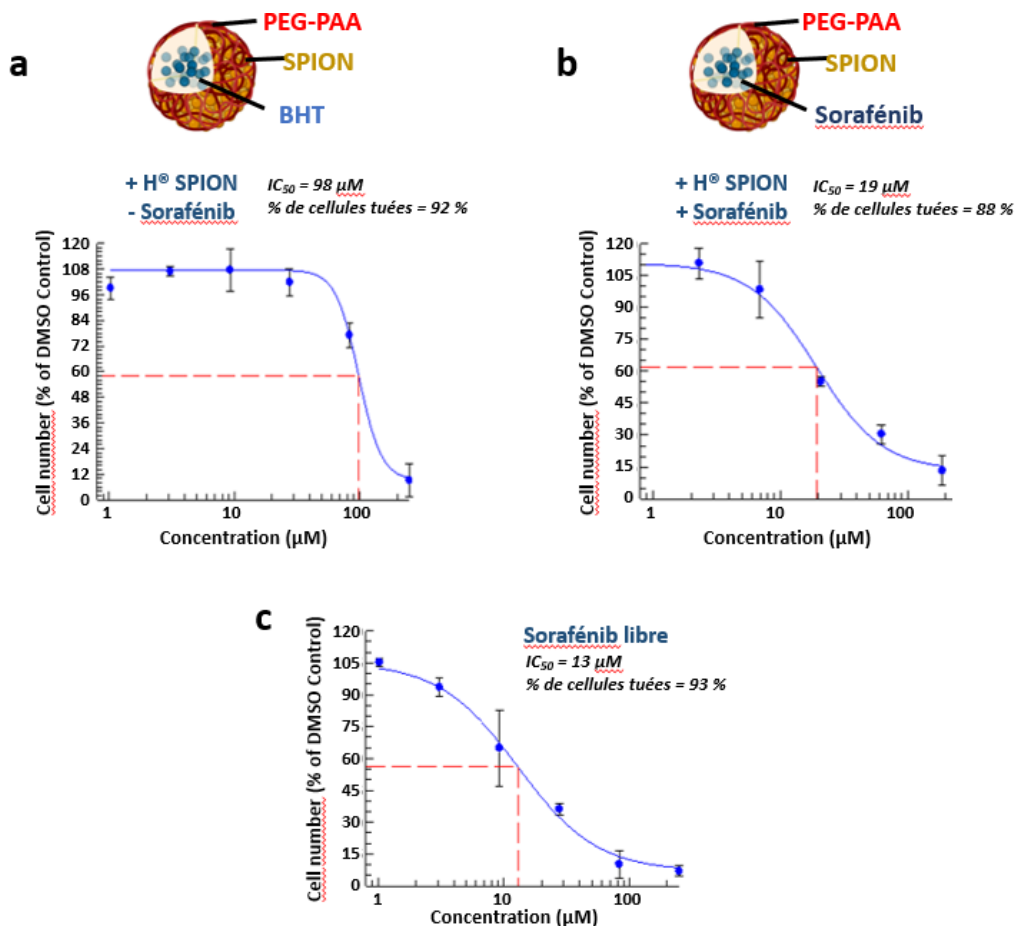 a
PEG-PAA
SPION
BHT
+ H® SPION
- Sorafénib
IC50 = 98 µM
% de cellules tuées = 92 %
Cell number (% of DMSO Control)
120
108
96
84
72
60
48
36
24
12
0
1
10
100
Concentration (µM)
b
PEG-PAA
SPION
Sorafénib
+ H® SPION
+ Sorafénib
IC50 = 19 µM
% de cellules tuées = 88 %
Cell number (% of DMSO Control)
120
105
90
75
60
45
30
15
0
1
10
100
Concentration (µM)
c
Sorafénib libre
IC50 = 13 µM
% de cellules tuées = 93 %
Cell number (% of DMSO Control)
120
105
90
75
60
45
30
15
0
1
10
100
Concentration (µM)